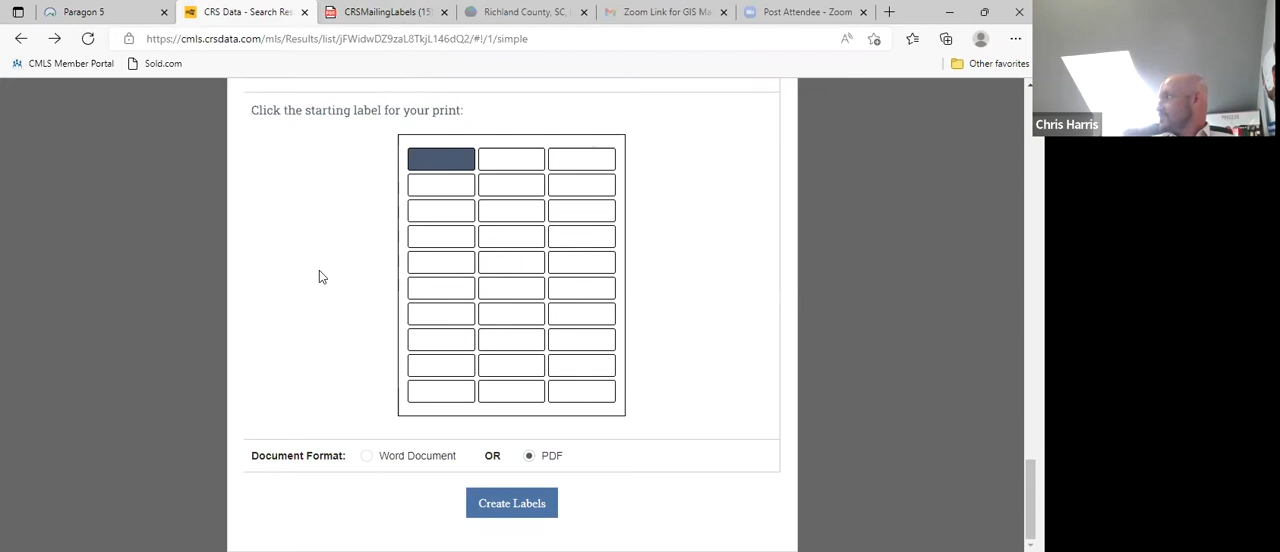 Paragon 5
CRS Data - Search Res
CRSMailingLabels (15
Richland County, SC,
Zoom Link for GIS Ma
Post Attendee - Zoom
https://cmls.crsdata.com/mls/Results/list/jFWidwDZ9zaL8TkjL146dQ2/#!/1/simple
CMLS Member Portal
Sold.com
Other favorites
Click the starting label for your print:
Document Format:
Word Document
OR
PDF
Create Labels
Chris Harris